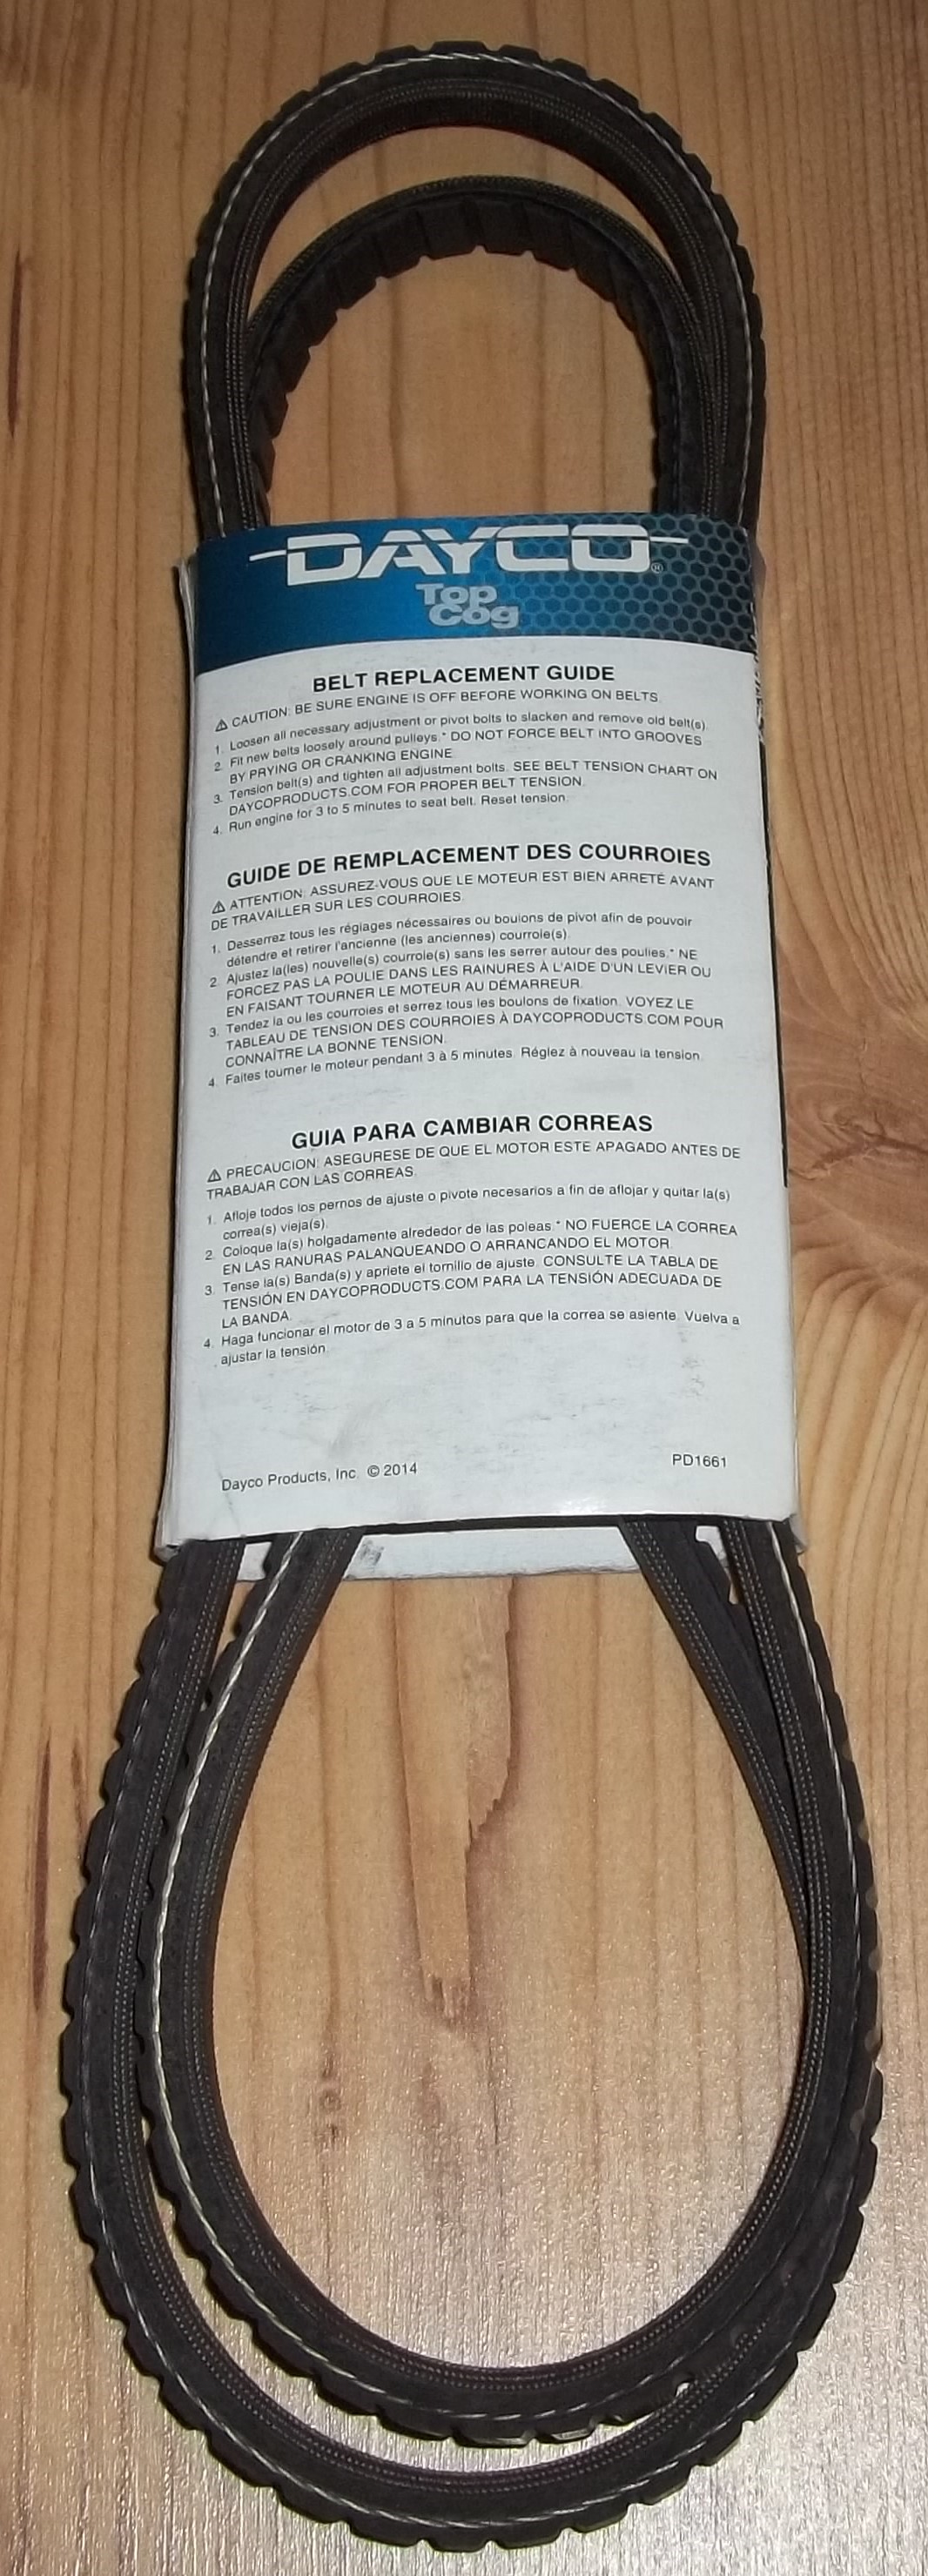 DAYCO®
Top
Cog
BELT REPLACEMENT GUIDE
⚠ CAUTION: BE SURE ENGINE IS OFF BEFORE WORKING ON BELTS.
1. Loosen all necessary adjustment or pivot bolts to slacken and remove old belt(s).
2. Fit new belts loosely around pulleys.* DO NOT FORCE BELT INTO GROOVES
BY PRYING OR CRANKING ENGINE
3. Tension belt(s) and tighten all adjustment bolts. SEE BELT TENSION CHART ON
DAYCOPRODUCTS.COM FOR PROPER BELT TENSION.
4. Run engine for 3 to 5 minutes to seat belt. Reset tension.
GUIDE DE REMPLACEMENT DES COURROIES
⚠ ATTENTION: ASSUREZ-VOUS QUE LE MOTEUR EST BIEN ARRETÉ AVANT
DE TRAVAILLER SUR LES COURROIES.
1. Desserrez tous les réglages nécessaires ou boulons de pivot afin de pouvoir
détendre et retirer l'ancienne (les anciennes) courroie(s).
2. Ajustez la(les) nouvelle(s) courroie(s) sans les serrer autour des poulies.* NE
FORCEZ PAS LA POULIE DANS LES RAINURES À L'AIDE D'UN LEVIER OU
EN FAISANT TOURNER LE MOTEUR AU DÉMARREUR.
3. Tendez la ou les courroies et serrez tous les boulons de fixation. VOYEZ LE
TABLEAU DE TENSION DES COURROIES À DAYCOPRODUCTS.COM POUR
CONNAÎTRE LA BONNE TENSION.
4. Faites tourner le moteur pendant 3 à 5 minutes. Réglez à nouveau la tension.
GUIA PARA CAMBIAR CORREAS
⚠ PRECAUCION: ASEGURESE DE QUE EL MOTOR ESTE APAGADO ANTES DE
TRABAJAR CON LAS CORREAS.
1. Afloje todos los pernos de ajuste o pivote necesarios a fin de aflojar y quitar la(s)
correa(s) vieja(s).
2. Coloque la(s) holgadamente alrededor de las poleas.* NO FUERCE LA CORREA
EN LAS RANURAS PALANQUEANDO O ARRANCANDO EL MOTOR.
3. Tense la(s) Banda(s) y apriete el tornillo de ajuste. CONSULTE LA TABLA DE
TENSIÓN EN DAYCOPRODUCTS.COM PARA LA TENSIÓN ADECUADA DE
LA BANDA.
4. Haga funcionar el motor de 3 a 5 minutos para que la correa se asiente. Vuelva a
ajustar la tensión.
Dayco Products, Inc. © 2014
PD1661